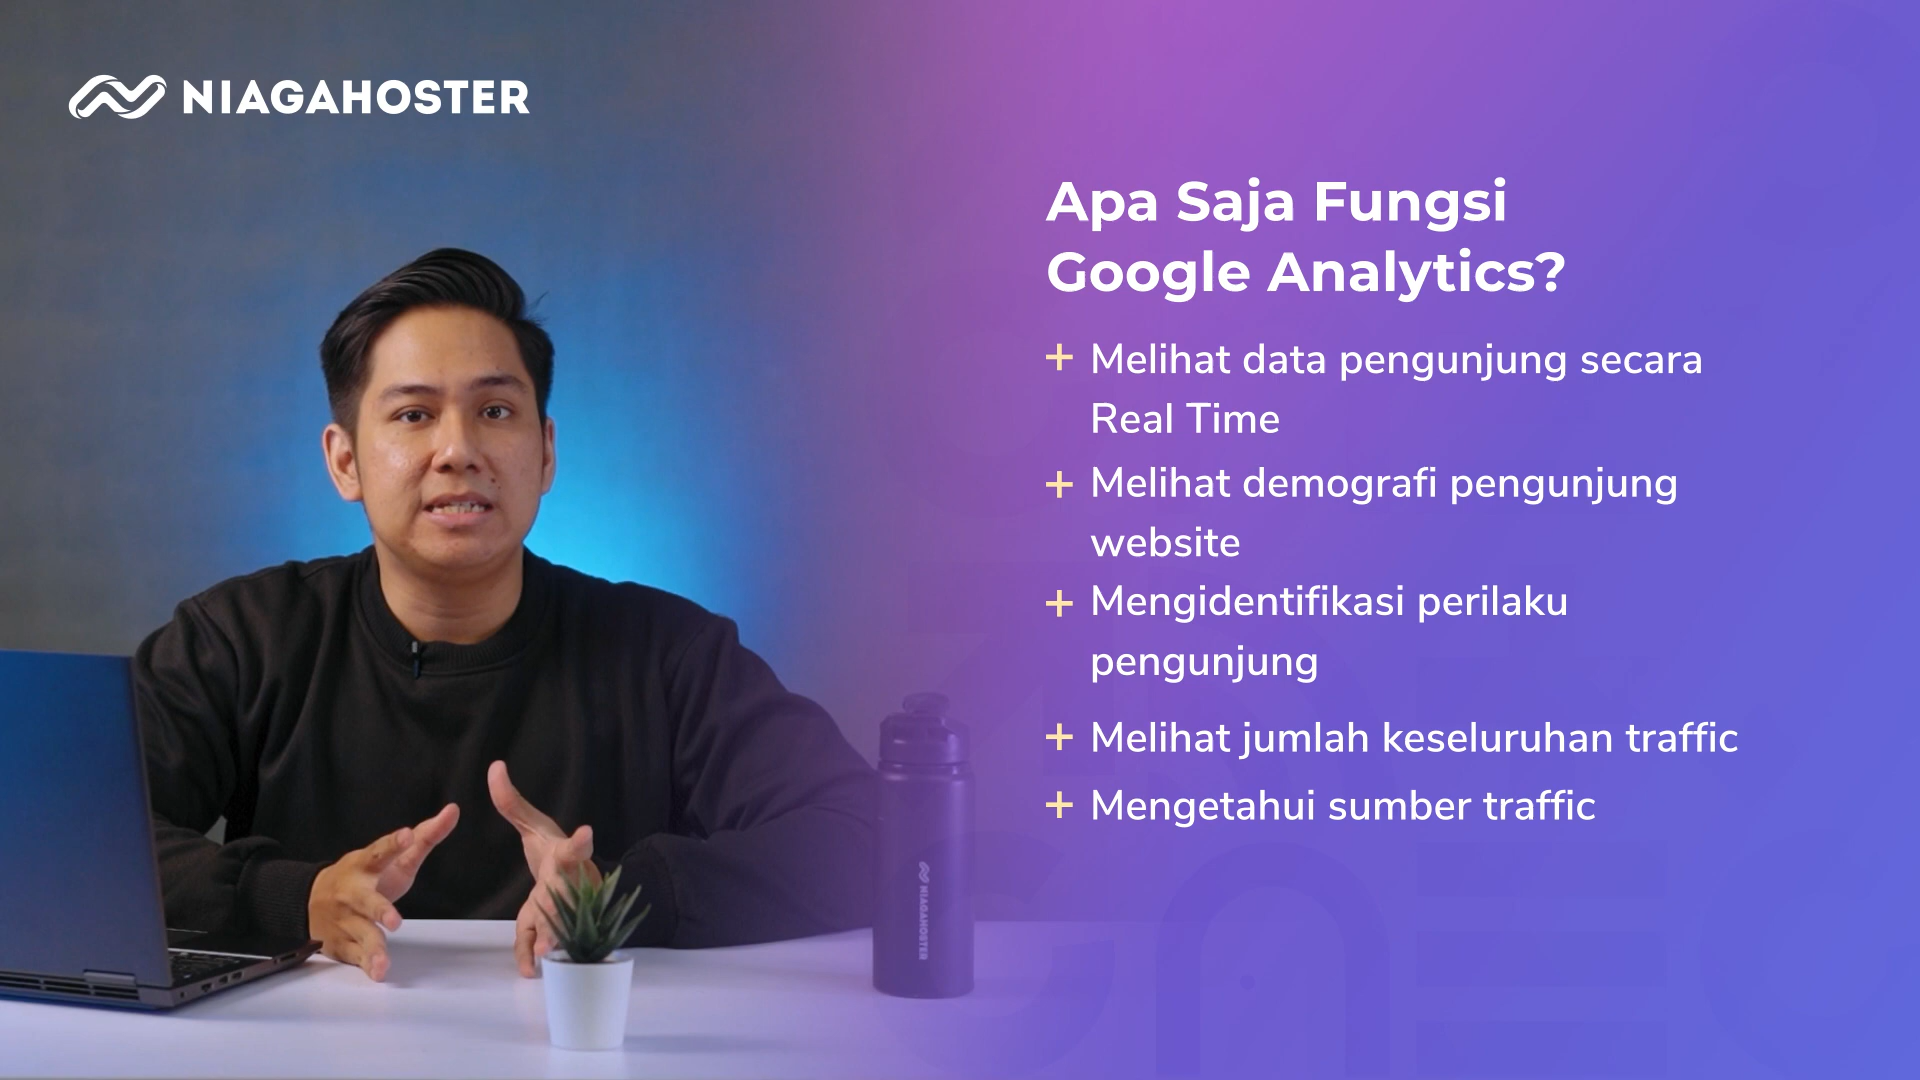 NIAGAHOSTER
Apa Saja Fungsi
Google Analytics?
+ Melihat data pengunjung secara
Real Time
+ Melihat demografi pengunjung
website
+ Mengidentifikasi perilaku
pengunjung
+ Melihat jumlah keseluruhan traffic
+ Mengetahui sumber traffic
NIAGAHOSTER